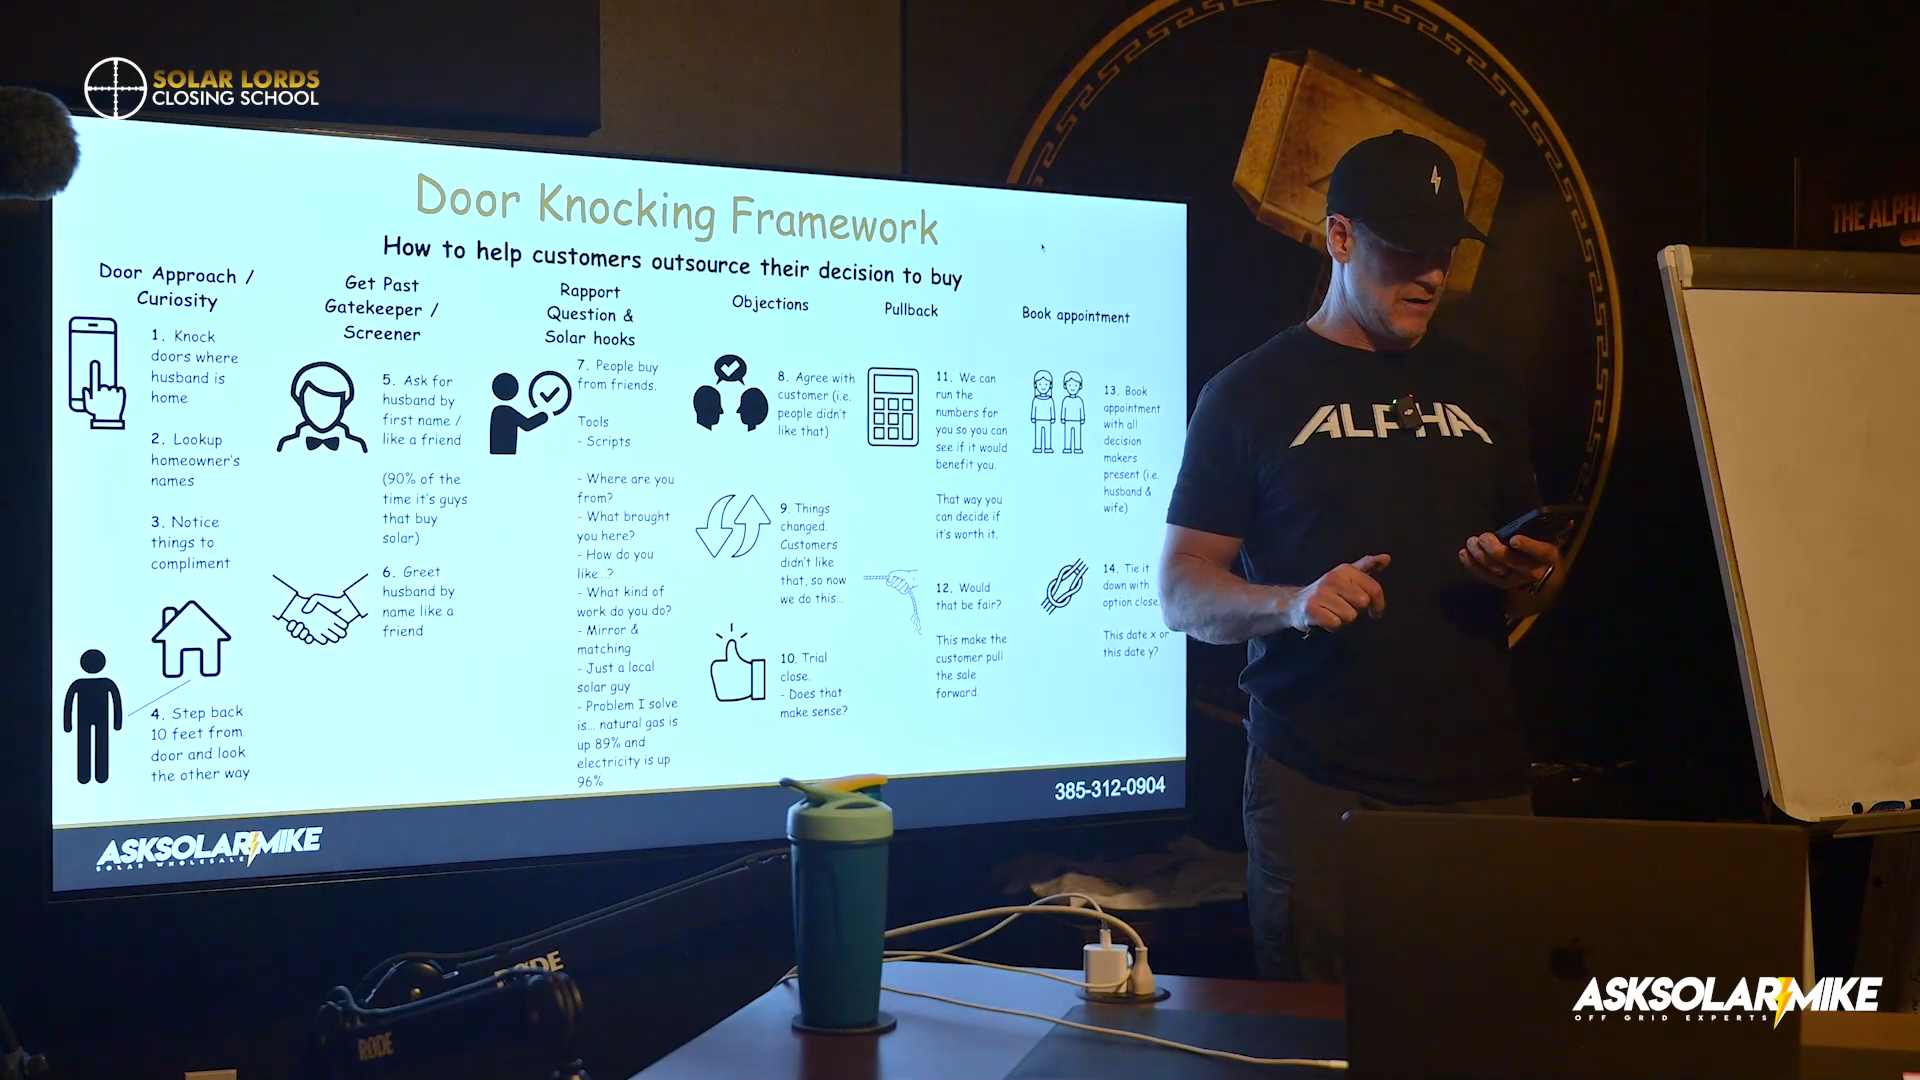 SOLAR LORDS
CLOSING SCHOOL
Door Knocking Framework
How to help customers outsource their decision to buy
Door Approach /
Curiosity
1. Knock
doors where
husband is
home
2. Lookup
homeowner's
names
3. Notice
things to
compliment
4. Step back
10 feet from
door and look
the other way
Get Past
Gatekeeper /
Screener
5. Ask for
husband by
first name /
like a friend
(90% of the
time it's guys
that buy
solar)
6. Greet
husband by
name like a
friend
Rapport
Question &
Solar hooks
7. People buy
from friends.
Tools
- Scripts
- Where are you
from?
- What brought
you here?
- How do you
like...?
- What kind of
work do you do?
- Mirror &
matching
- Just a local
solar guy
- Problem I solve
is... natural gas is
up 89% and
electricity is up
96%
Objections
8. Agree with
customer (i.e.
people didn't
like that)
9. Things
changed.
Customers
didn't like
that, so now
we do this...
10. Trial
close.
- Does that
make sense?
Pullback
11. We can
run the
numbers for
you so you can
see if it would
benefit you.
That way you
can decide if
it's worth it.
12. Would
that be fair?
This make the
customer pull
the sale
forward.
Book appointment
13. Book
appointment
with all
decision
makers
present (i.e.
husband &
wife)
14. Tie it
down with
option close.
This date x or
this date y?
385-312-0904
ASKSOLARMIKE
SOLAR WHOLESALE
ALPHA
THE ALPHA
RØDE
RØDE
ASKSOLARMIKE
OFF GRID EXPERTS